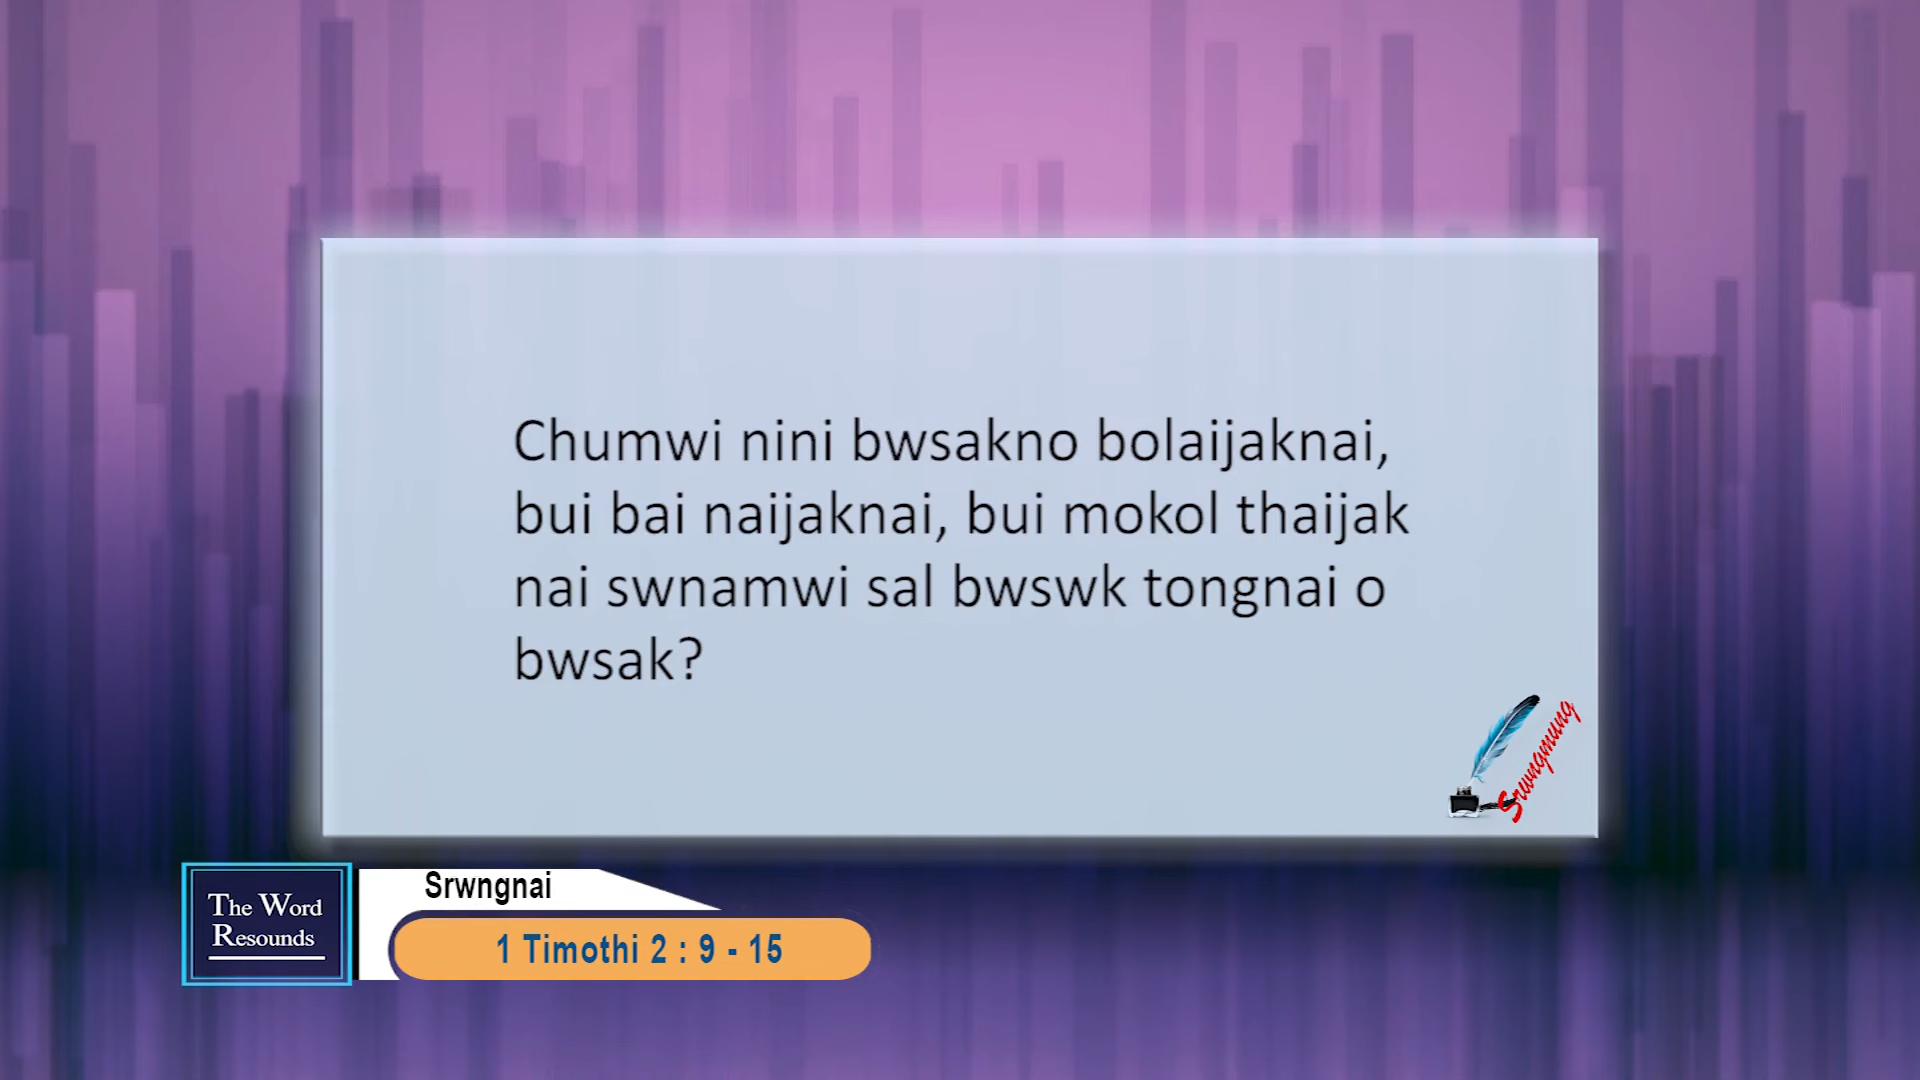 Chumwi nini bwsakno bolaijaknai,
bui bai naijaknai, bui mokol thaijak
nai swnamwi sal bwswk tongnai o
bwsak?
Srwngmung
The Word
Resounds
Srwngnai
1 Timothi 2 : 9 - 15